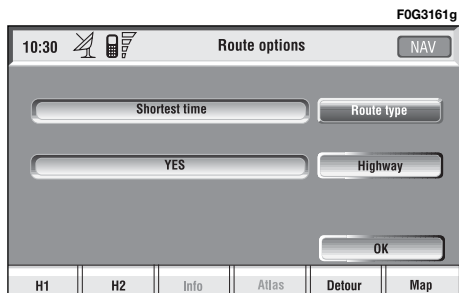 F0G3161g
10:30 Route options NAV
Shortest time Route type
YES Highway
OK
H1 H2 Info Atlas Detour Map